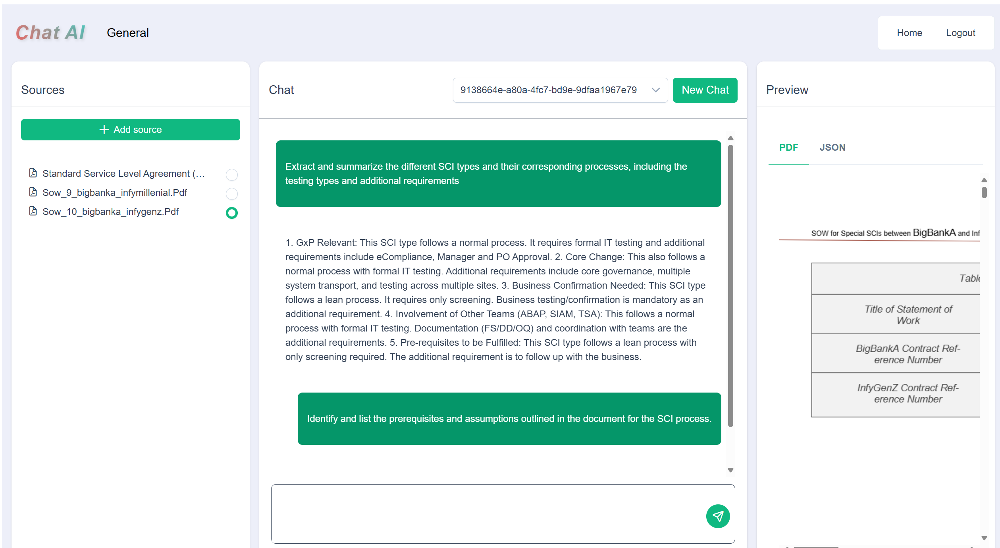 Chat AI
General
Home
Logout
Sources
Add source
Standard Service Level Agreement (...
Sow_9_bigbanka_infymillenial.Pdf
Sow_10_bigbanka_infygenz.Pdf
Chat
9138664e-a80a-4fc7-bd9e-9dfaa1967e79
New Chat
Extract and summarize the different SCI types and their corresponding processes, including the
testing types and additional requirements
1. GxP Relevant: This SCI type follows a normal process. It requires formal IT testing and additional
requirements include eCompliance, Manager and PO Approval. 2. Core Change: This also follows a
normal process with formal IT testing. Additional requirements include core governance, multiple
system transport, and testing across multiple sites. 3. Business Confirmation Needed: This SCI type
follows a lean process. It requires only screening. Business testing/confirmation is mandatory as an
additional requirement. 4. Involvement of Other Teams (ABAP, SIAM, TSA): This follows a normal
process with formal IT testing. Documentation (FS/DD/OQ) and coordination with teams are the
additional requirements. 5. Pre-requisites to be Fulfilled: This SCI type follows a lean process with
only screening required. The additional requirement is to follow up with the business.
Identify and list the prerequisites and assumptions outlined in the document for the SCI process.
Preview
PDF
JSON
SOW for Special SCIs between BigBankA and Inf
Table
Title of Statement of
Work
BigBankA Contract Ref-
erence Number
InfyGenZ Contract Ref-
erence Number